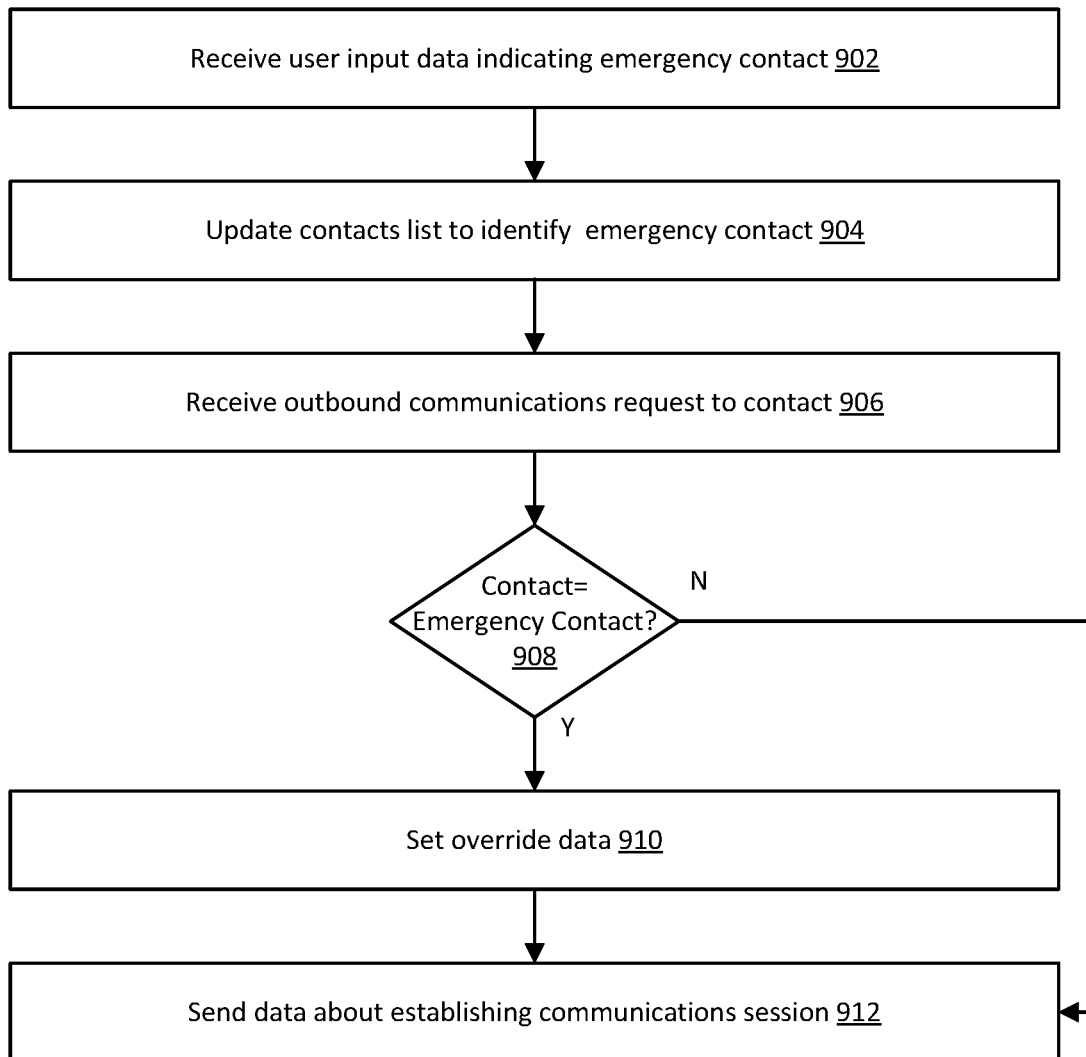 Receive user input data indicating emergency contact 902
Update contacts list to identify  emergency contact 904
Receive outbound communications request to contact 906
Contact=
Emergency Contact?
908
N
Y
Set override data 910
Send data about establishing communications session 912